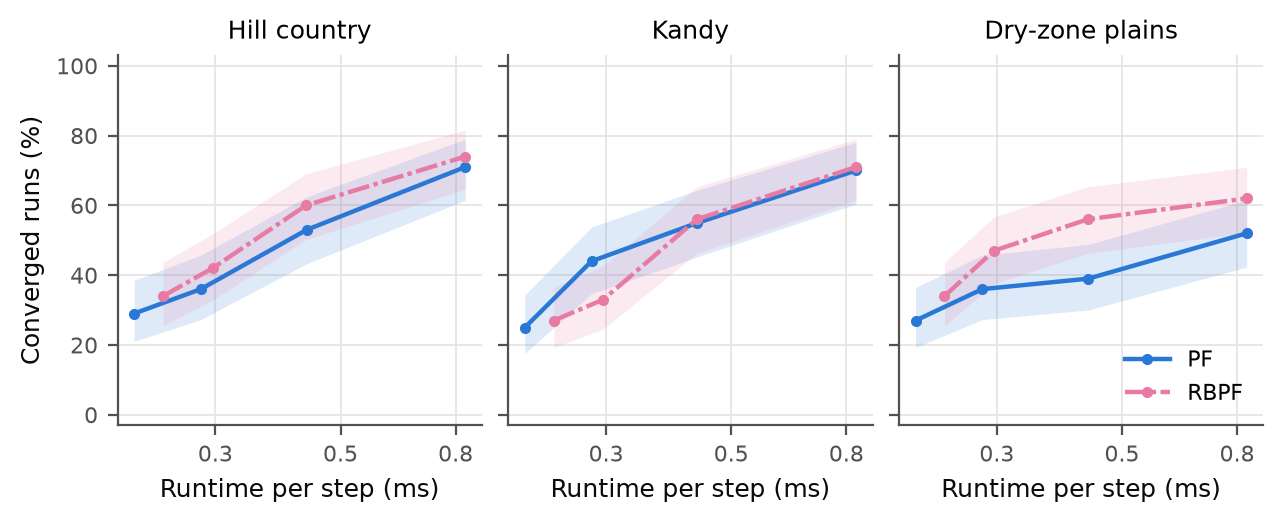 Hill country
Kandy
Dry-zone plains
Converged runs (%)
100
80
60
40
20
0
0.3 0.5 0.8
0.3 0.5 0.8
0.3 0.5 0.8
Runtime per step (ms)
Runtime per step (ms)
Runtime per step (ms)
PF
RBPF